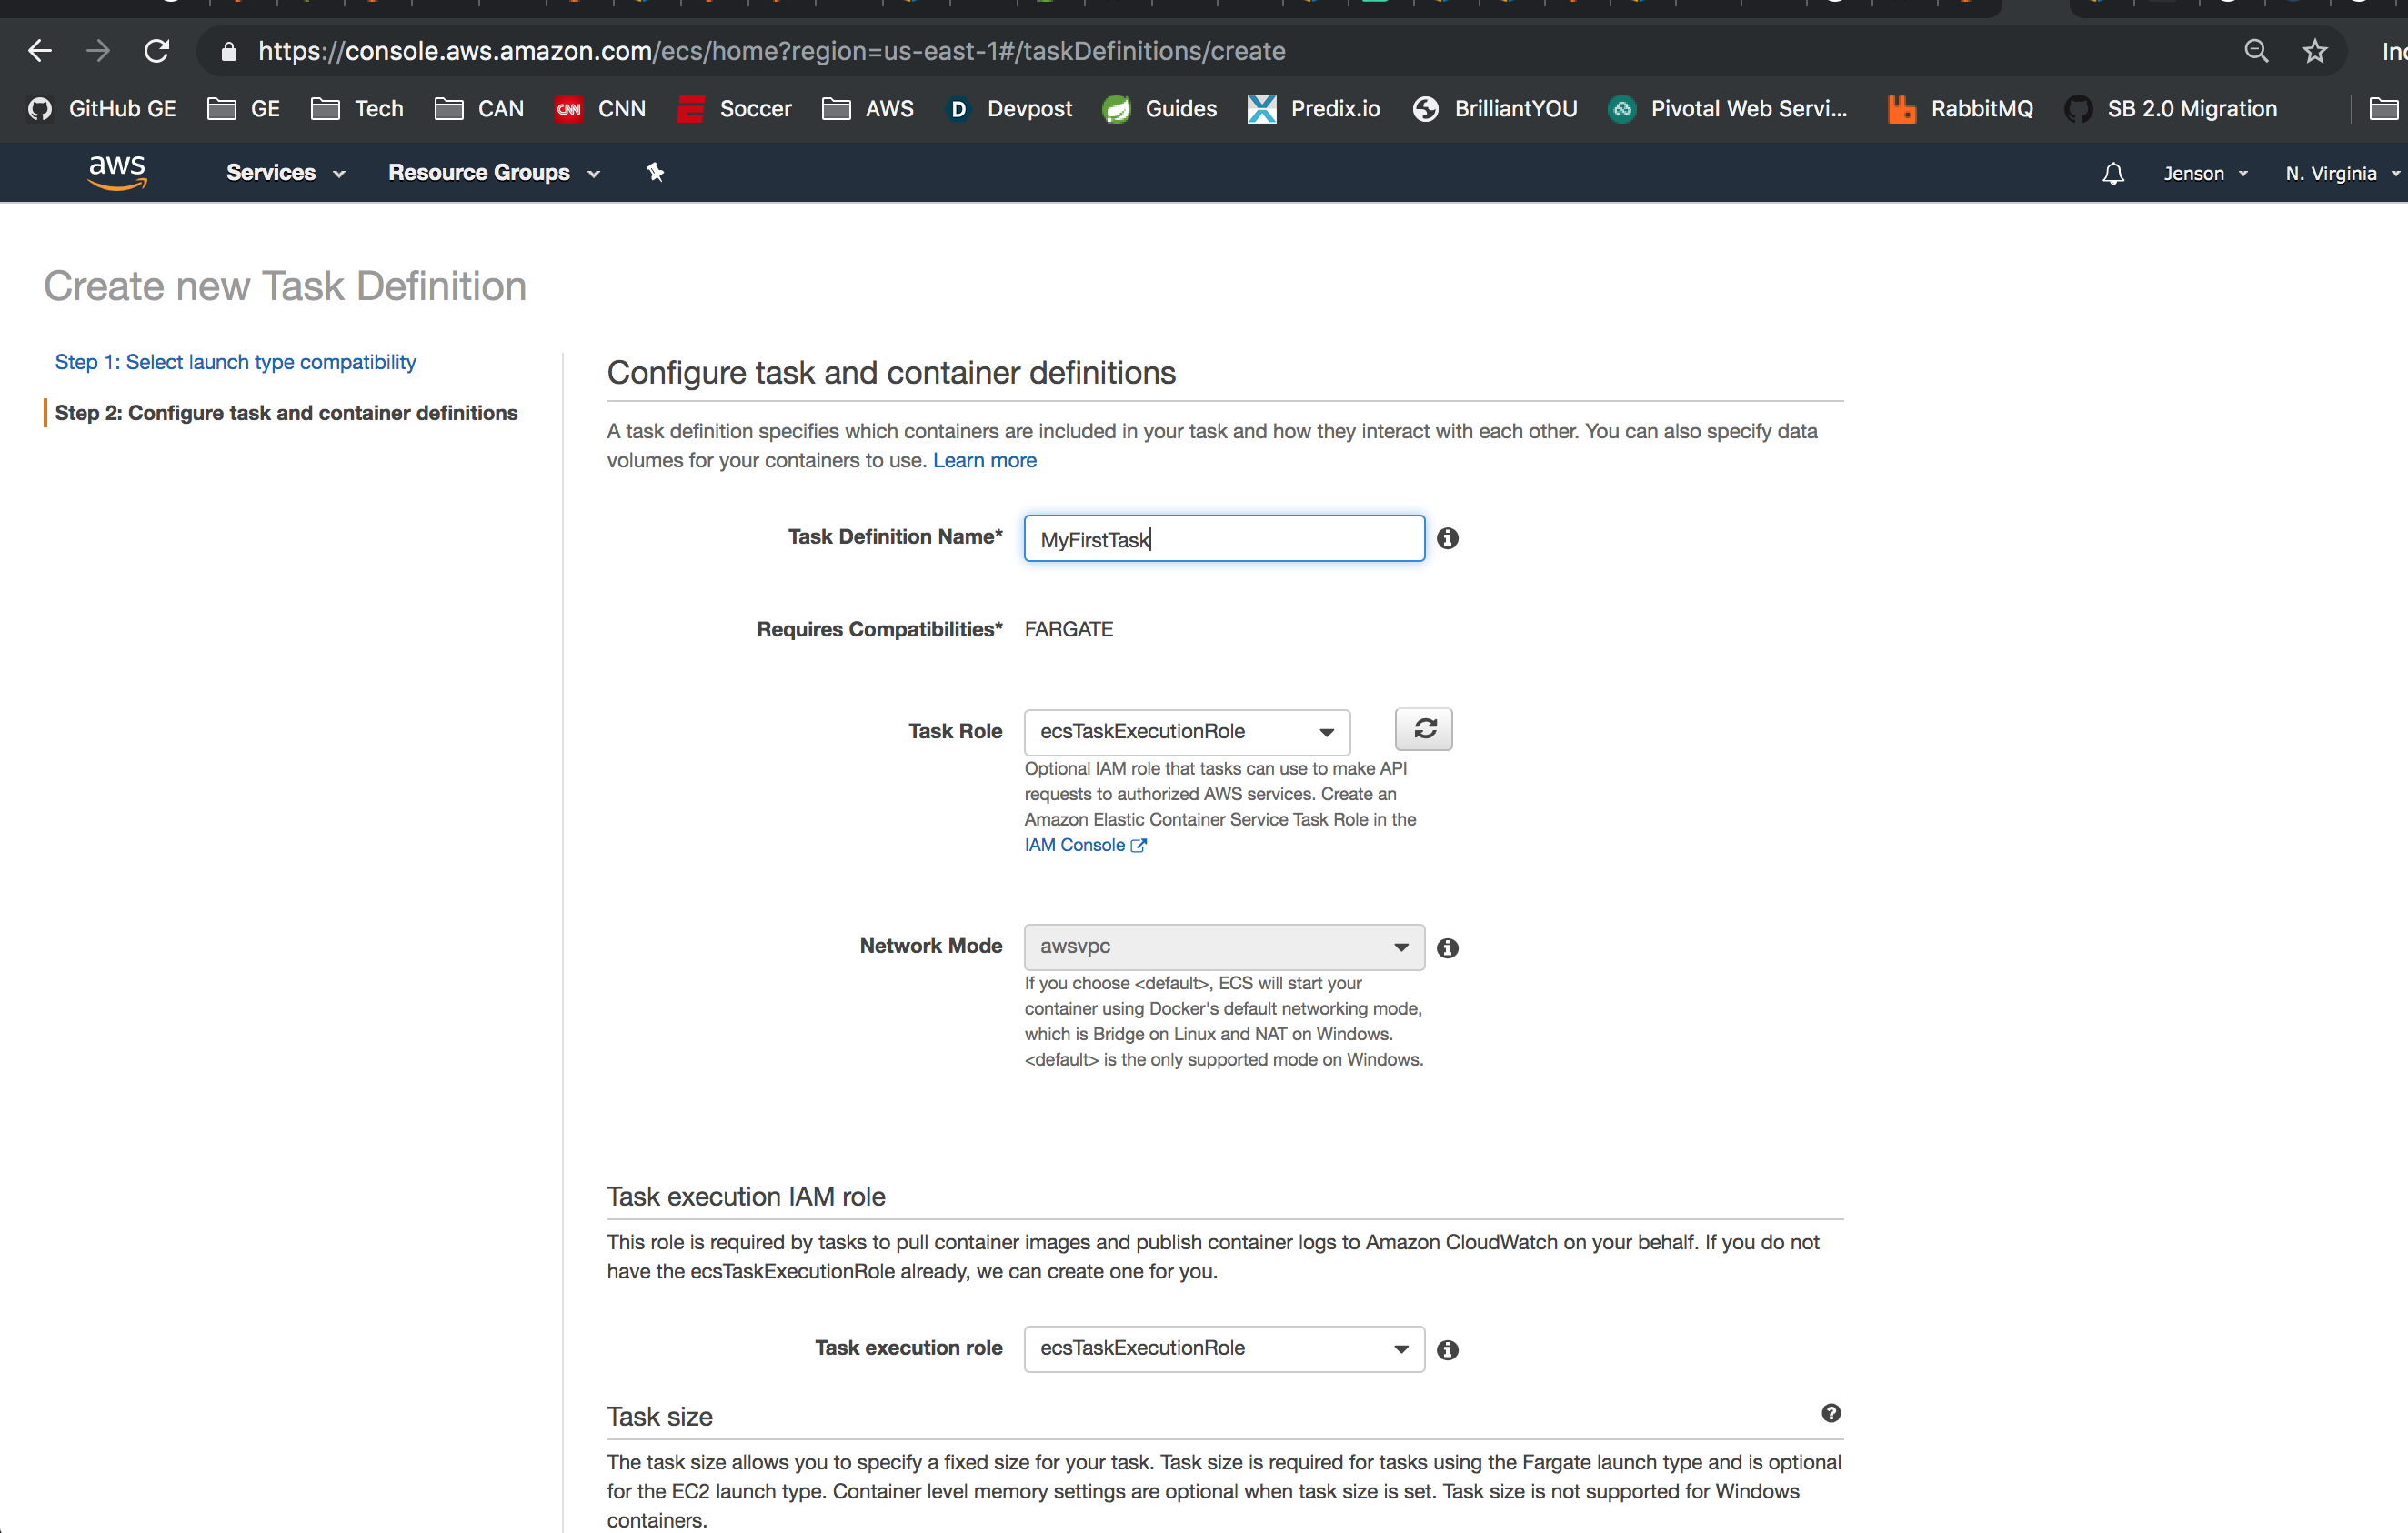 https://console.aws.amazon.com/ecs/home?region=us-east-1#/taskDefinitions/create
GitHub GE GE Tech CAN CNN CNN Soccer AWS D Devpost Guides Predix.io BrilliantYOU Pivotal Web Servi... RabbitMQ SB 2.0 Migration
aws Services Resource Groups Jenson N. Virginia
Create new Task Definition
Step 1: Select launch type compatibility
Step 2: Configure task and container definitions
Configure task and container definitions
A task definition specifies which containers are included in your task and how they interact with each other. You can also specify data
volumes for your containers to use. Learn more
Task Definition Name* MyFirstTask
Requires Compatibilities* FARGATE
Task Role ecsTaskExecutionRole
Optional IAM role that tasks can use to make API
requests to authorized AWS services. Create an
Amazon Elastic Container Service Task Role in the
IAM Console
Network Mode awsvpc
If you choose <default>, ECS will start your
container using Docker's default networking mode,
which is Bridge on Linux and NAT on Windows.
<default> is the only supported mode on Windows.
Task execution IAM role
This role is required by tasks to pull container images and publish container logs to Amazon CloudWatch on your behalf. If you do not
have the ecsTaskExecutionRole already, we can create one for you.
Task execution role ecsTaskExecutionRole
Task size
The task size allows you to specify a fixed size for your task. Task size is required for tasks using the Fargate launch type and is optional
for the EC2 launch type. Container level memory settings are optional when task size is set. Task size is not supported for Windows
containers.